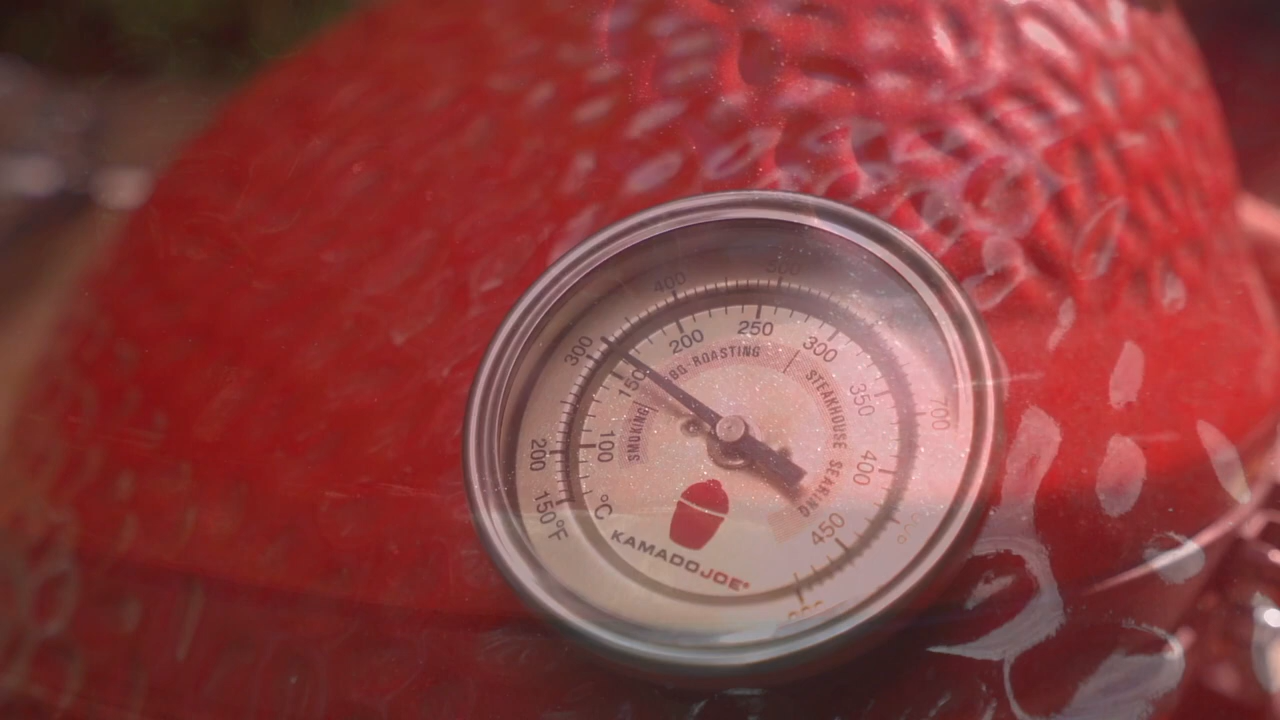 400
500
300
200
250
300
BBQ-ROASTING
150
350
700
STEAKHOUSE SEARING
SMOKING
200
100
400
150°F
°C
450
KAMADOJOE®